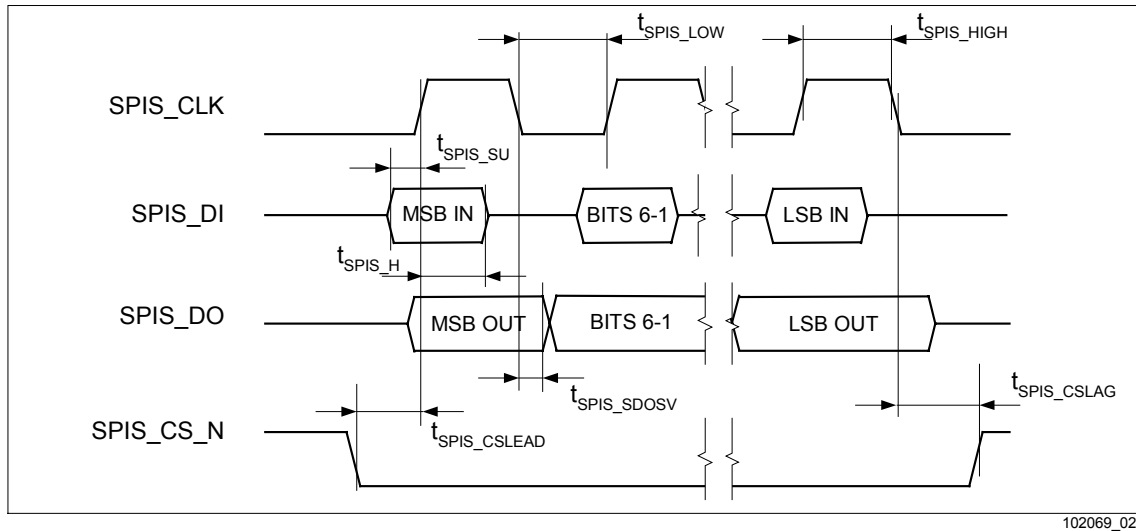 tSPIS_LOW
tSPIS_HIGH
SPIS_CLK
tSPIS_SU
SPIS_DI
MSB IN
BITS 6-1
LSB IN
tSPIS_H
SPIS_DO
MSB OUT
BITS 6-1
LSB OUT
tSPIS_SDOSV
tSPIS_CSLAG
SPIS_CS_N
tSPIS_CSLEAD
102069_02